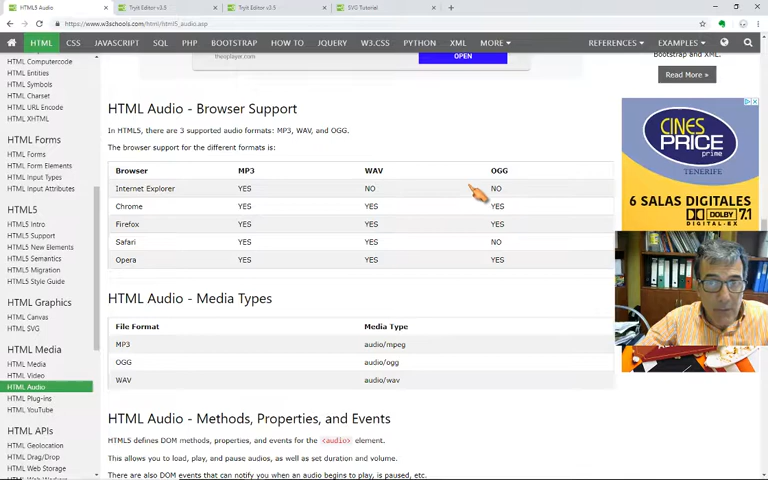 HTML5 Audio
Tryit Editor v3.5
Tryit Editor v3.5
SVG Tutorial
https://www.w3schools.com/html/html5_audio.asp
HTML
CSS
JAVASCRIPT
SQL
PHP
BOOTSTRAP
HOW TO
JQUERY
W3.CSS
PYTHON
XML
MORE
REFERENCES
EXAMPLES
HTML Computercode
HTML Entities
HTML Symbols
HTML Charset
HTML URL Encode
HTML XHTML
HTML Forms
HTML Forms
HTML Form Elements
HTML Input Types
HTML Input Attributes
HTML5
HTML5 Intro
HTML5 Support
HTML5 New Elements
HTML5 Semantics
HTML5 Migration
HTML5 Style Guide
HTML Graphics
HTML Canvas
HTML SVG
HTML Media
HTML Media
HTML Video
HTML Audio
HTML Plug-ins
HTML YouTube
HTML APIs
HTML Geolocation
HTML Drag/Drop
HTML Web Storage
HTML Web Workers
theoplayer.com
OPEN
HTML Audio - Browser Support
In HTML5, there are 3 supported audio formats: MP3, WAV, and OGG.
The browser support for the different formats is:
Browser MP3 WAV OGG
Internet Explorer YES NO NO
Chrome YES YES YES
Firefox YES YES YES
Safari YES YES NO
Opera YES YES YES
HTML Audio - Media Types
File Format Media Type
MP3 audio/mpeg
OGG audio/ogg
WAV audio/wav
HTML Audio - Methods, Properties, and Events
HTML5 defines DOM methods, properties, and events for the <audio> element.
This allows you to load, play, and pause audios, as well as set duration and volume.
There are also DOM events that can notify you when an audio begins to play, is paused, etc.
Bootstrap and XML.
Read More »
CINES
PRICE
prime
TENERIFE
6 SALAS DIGITALES
DOLBY 7.1
DIGITAL-EX